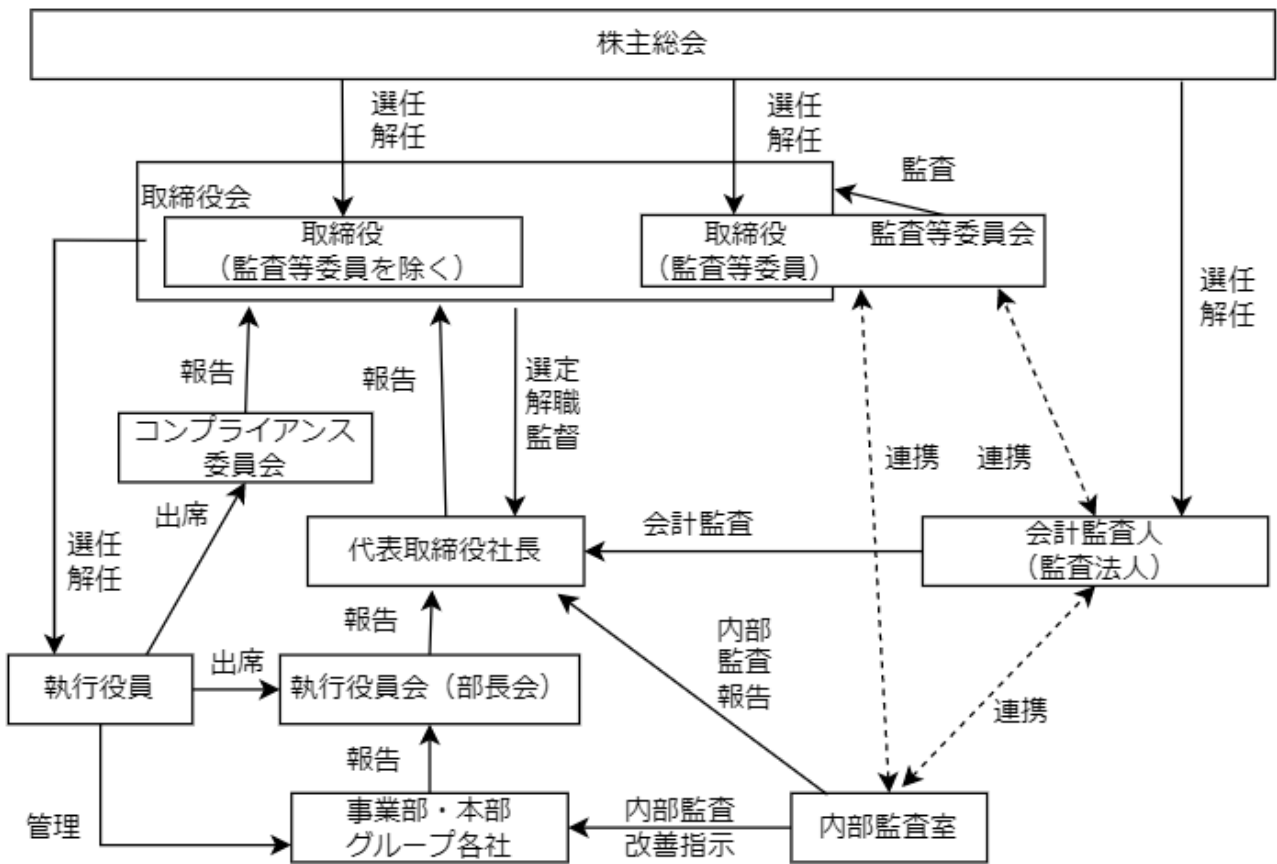 株主総会
選任
解任
選任
解任
監査
取締役会
取締役
（監査等委員を除く）
取締役
（監査等委員）
監査等委員会
選任
解任
報告
報告
選定
解職
監督
コンプライアンス
委員会
連携
連携
出席
選任
解任
代表取締役社長
会計監査
会計監査人
（監査法人）
報告
内部
監査
報告
執行役員
出席
執行役員会（部長会）
連携
報告
管理
事業部・本部
グループ各社
内部監査
改善指示
内部監査室